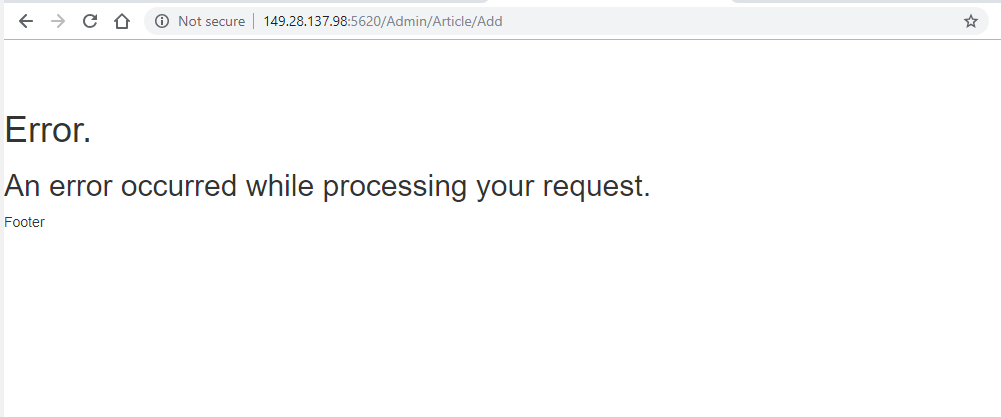 Not secure 149.28.137.98:5620/Admin/Article/Add
Error.
An error occurred while processing your request.
Footer